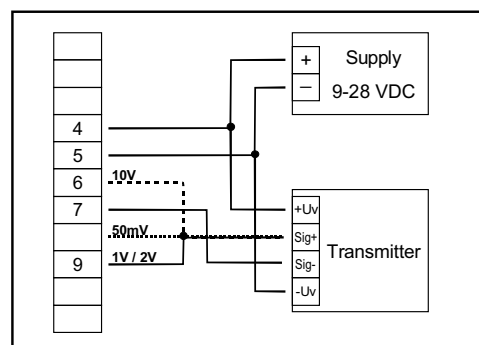 + Supply
– 9-28 VDC
4
5
6 10V
7
50mV
9 1V / 2V
+Uv
Sig+
Transmitter
Sig-
-Uv